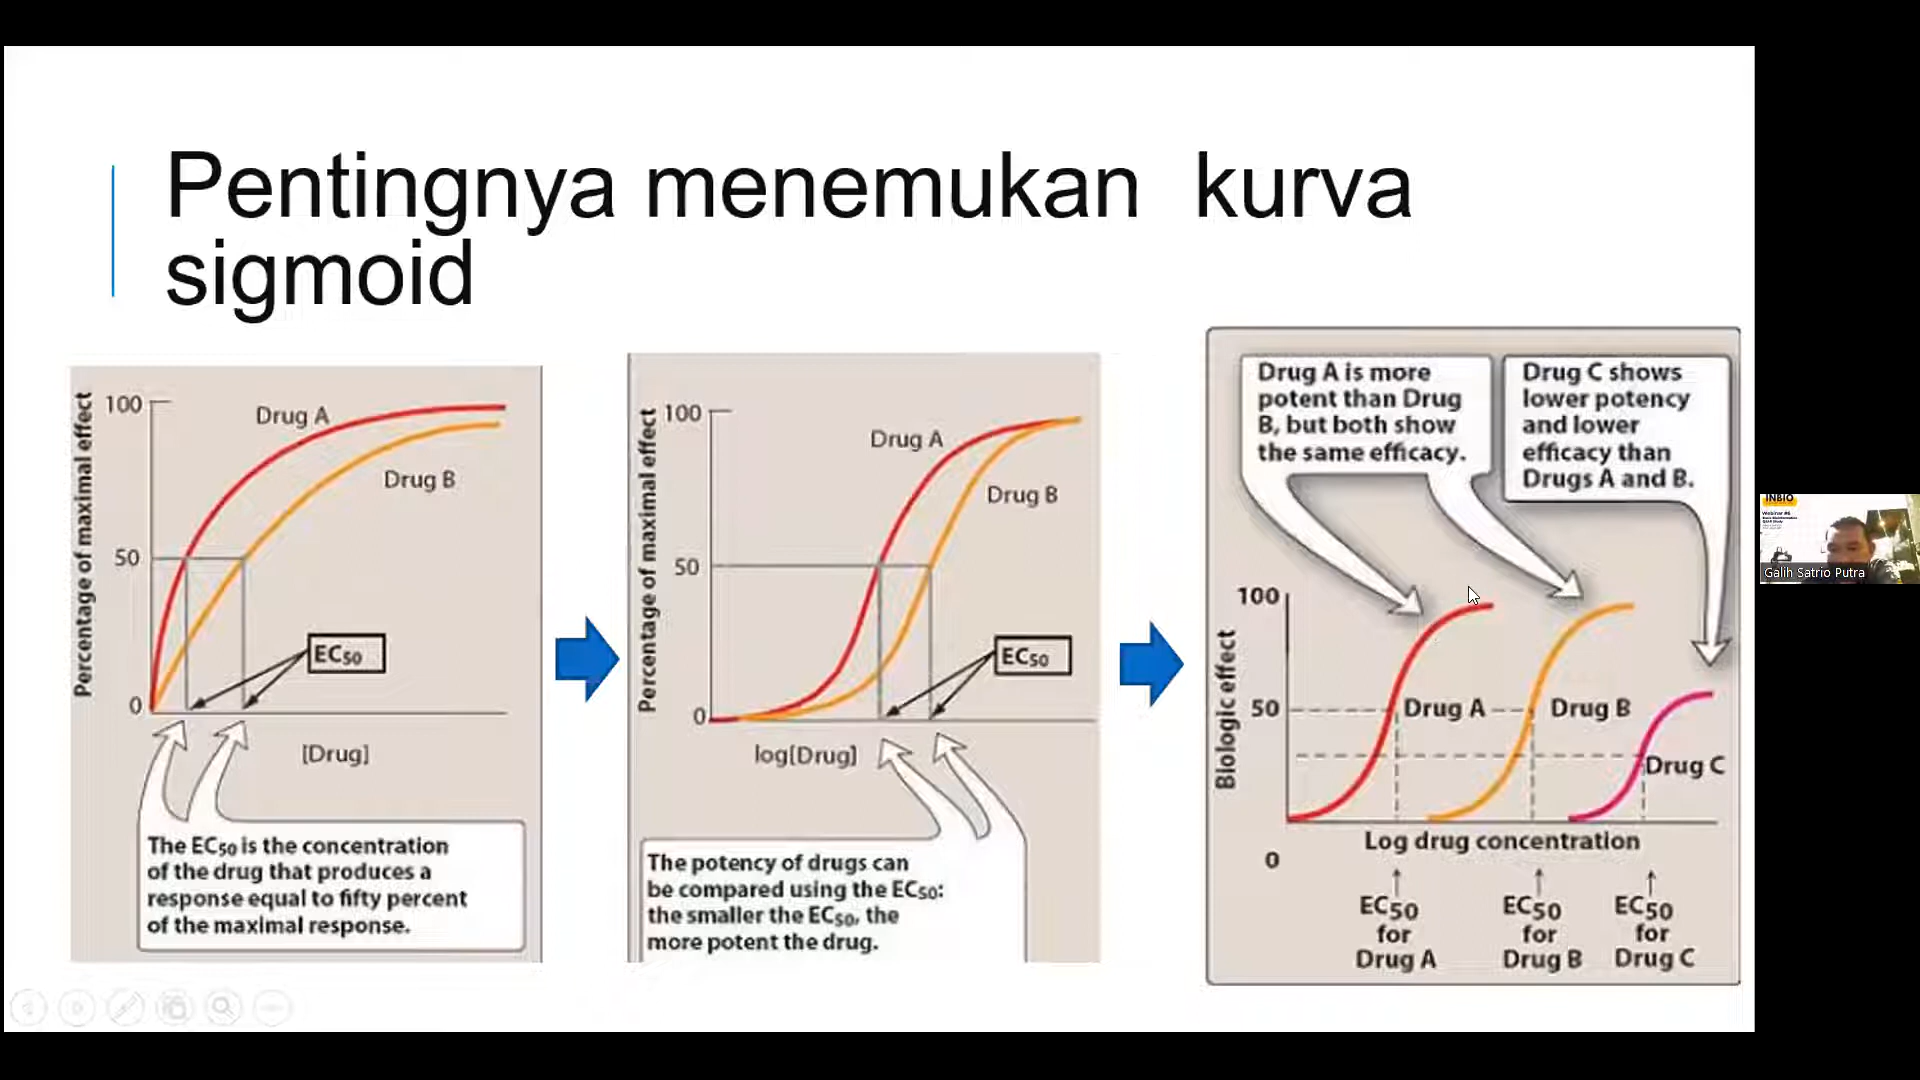 Pentingnya menemukan kurva
sigmoid
Percentage of maximal effect
100
50
0
Drug A
Drug B
EC50
[Drug]
The EC50 is the concentration
of the drug that produces a
response equal to fifty percent
of the maximal response.
Percentage of maximal effect
100
50
0
Drug A
Drug B
EC50
log[Drug]
The potency of drugs can
be compared using the EC50:
the smaller the EC50, the
more potent the drug.
Drug A is more
potent than Drug
B, but both show
the same efficacy.
Drug C shows
lower potency
and lower
efficacy than
Drugs A and B.
Biologic effect
100
50
0
Drug A
Drug B
Drug C
Log drug concentration
EC50
for
Drug A
EC50
for
Drug B
EC50
for
Drug C
INBIO
Webinar #6
Galih Satrio Putra